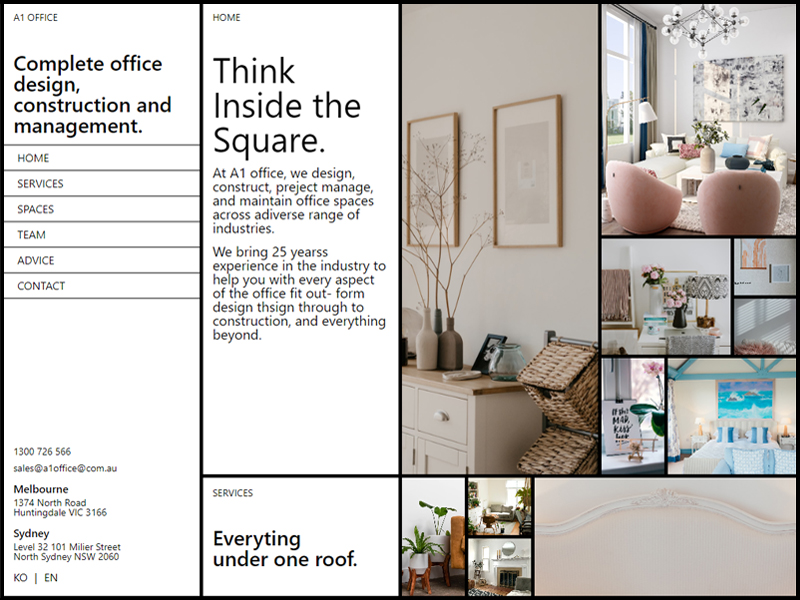 A1 OFFICE
Complete office
design,
construction and
management.
HOME
SERVICES
SPACES
TEAM
ADVICE
CONTACT
1300 726 566
sales@a1office@com.au
Melbourne
1374 North Road
Huntingdale VIC 3166
Sydney
Level 32 101 Milier Street
North Sydney NSW 2060
KO | EN
HOME
Think
Inside the
Square.
At A1 office, we design,
construct, preject manage,
and maintain office spaces
across adiverse range of
industries.
We bring 25 yearss
experience in the industry to
help you with every aspect
of the office fit out- form
design thsign through to
construction, and everything
beyond.
SERVICES
Everyting
under one roof.